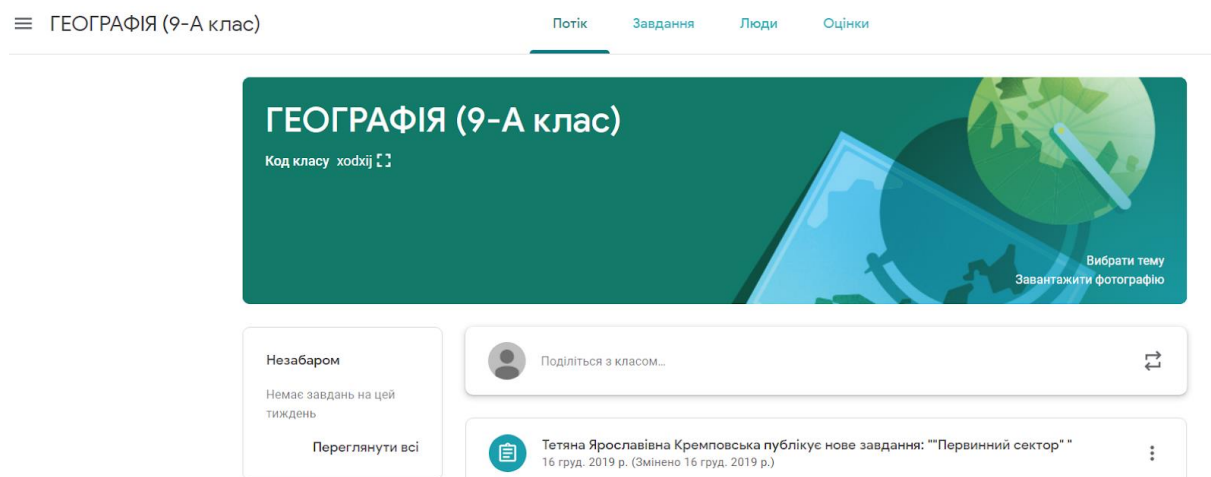 ГЕОГРАФІЯ (9-А клас)
Потік Завдання Люди Оцінки
ГЕОГРАФІЯ (9-А клас)
Код класу xodxij
Вибрати тему
Завантажити фотографію
Незабаром
Немає завдань на цей
тиждень
Переглянути всі
Поділіться з класом...
Тетяна Ярославівна Кремповська публікує нове завдання: ""Первинний сектор" "
16 груд. 2019 р. (Змінено 16 груд. 2019 р.)